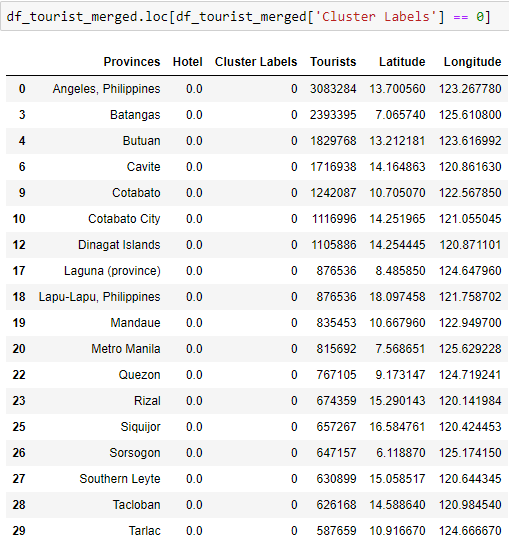 df_tourist_merged.loc[df_tourist_merged['Cluster Labels'] == 0]
Provinces Hotel Cluster Labels Tourists Latitude Longitude
0 Angeles, Philippines 0.0 0 3083284 13.700560 123.267780
3 Batangas 0.0 0 2393395 7.065740 125.610800
4 Butuan 0.0 0 1829768 13.212181 123.616992
6 Cavite 0.0 0 1716938 14.164863 120.861630
9 Cotabato 0.0 0 1242087 10.705070 122.567850
10 Cotabato City 0.0 0 1116996 14.251965 121.055045
12 Dinagat Islands 0.0 0 1105886 14.254445 120.871101
17 Laguna (province) 0.0 0 876536 8.485850 124.647960
18 Lapu-Lapu, Philippines 0.0 0 876536 18.097458 121.758702
19 Mandaue 0.0 0 835453 10.667960 122.949700
20 Metro Manila 0.0 0 815692 7.568651 125.629228
22 Quezon 0.0 0 767105 9.173147 124.719241
23 Rizal 0.0 0 674359 15.290143 120.141984
25 Siquijor 0.0 0 657267 16.584761 120.424453
26 Sorsogon 0.0 0 647157 6.118870 125.174150
27 Southern Leyte 0.0 0 630899 15.058517 120.644345
28 Tacloban 0.0 0 626168 14.588640 120.984540
29 Tarlac 0.0 0 587659 10.916670 124.666670